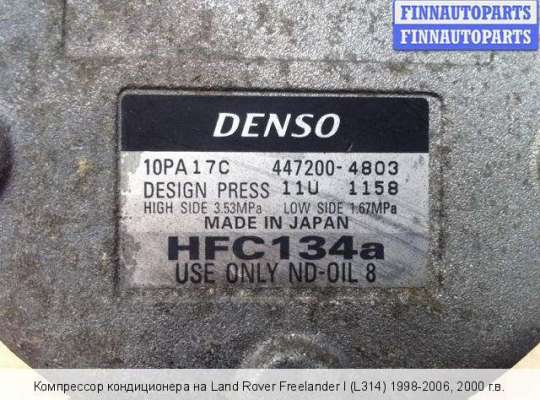 FINNAUTOPARTS
FINNAUTOPARTS
DENSO
10PA17C 447200-4803
DESIGN PRESS 11U 1158
HIGH SIDE 3.53MPa LOW SIDE 1.67MPa
MADE IN JAPAN
HFC134a
USE ONLY ND-OIL 8
Компрессор кондиционера на Land Rover Freelander I (L314) 1998-2006, 2000 г.в.